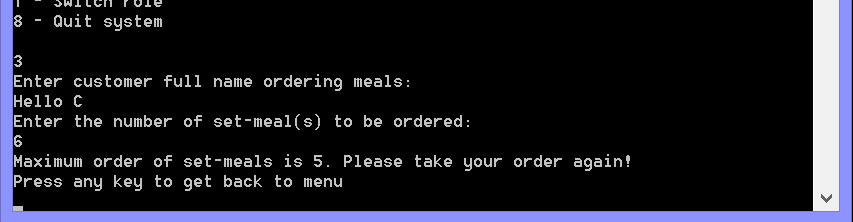 - Switch role
8 - Quit system
3
Enter customer full name ordering meals:
Hello C
Enter the number of set-meal(s) to be ordered:
6
Maximum order of set-meals is 5. Please take your order again!
Press any key to get back to menu